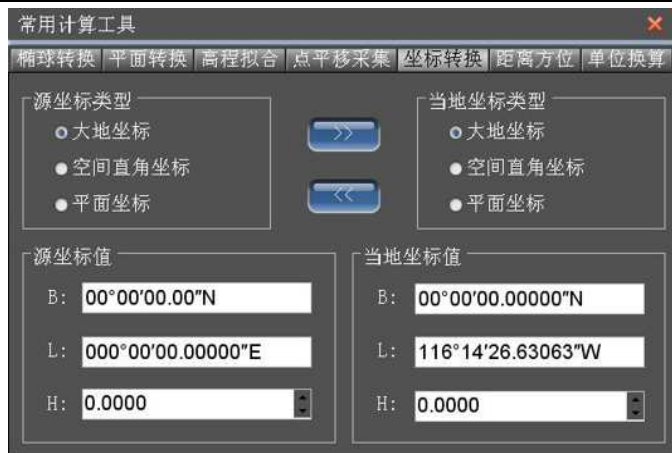 常用计算工具
椭球转换 平面转换 高程拟合 点平移采集 坐标转换 距离方位 单位换算
源坐标类型
大地坐标
空间直角坐标
平面坐标
>>
<<
当地坐标类型
大地坐标
空间直角坐标
平面坐标
源坐标值
B: 00°00'00.00"N
L: 000°00'00.00000"E
H: 0.0000
当地坐标值
B: 00°00'00.00000"N
L: 116°14'26.63063"W
H: 0.0000